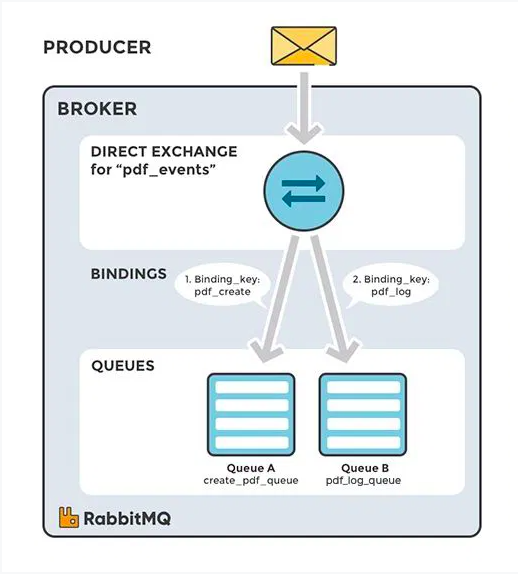 PRODUCER
BROKER
DIRECT EXCHANGE
for “pdf_events”
BINDINGS
1. Binding_key:
pdf_create
2. Binding_key:
pdf_log
QUEUES
Queue A
create_pdf_queue
Queue B
pdf_log_queue
RabbitMQ